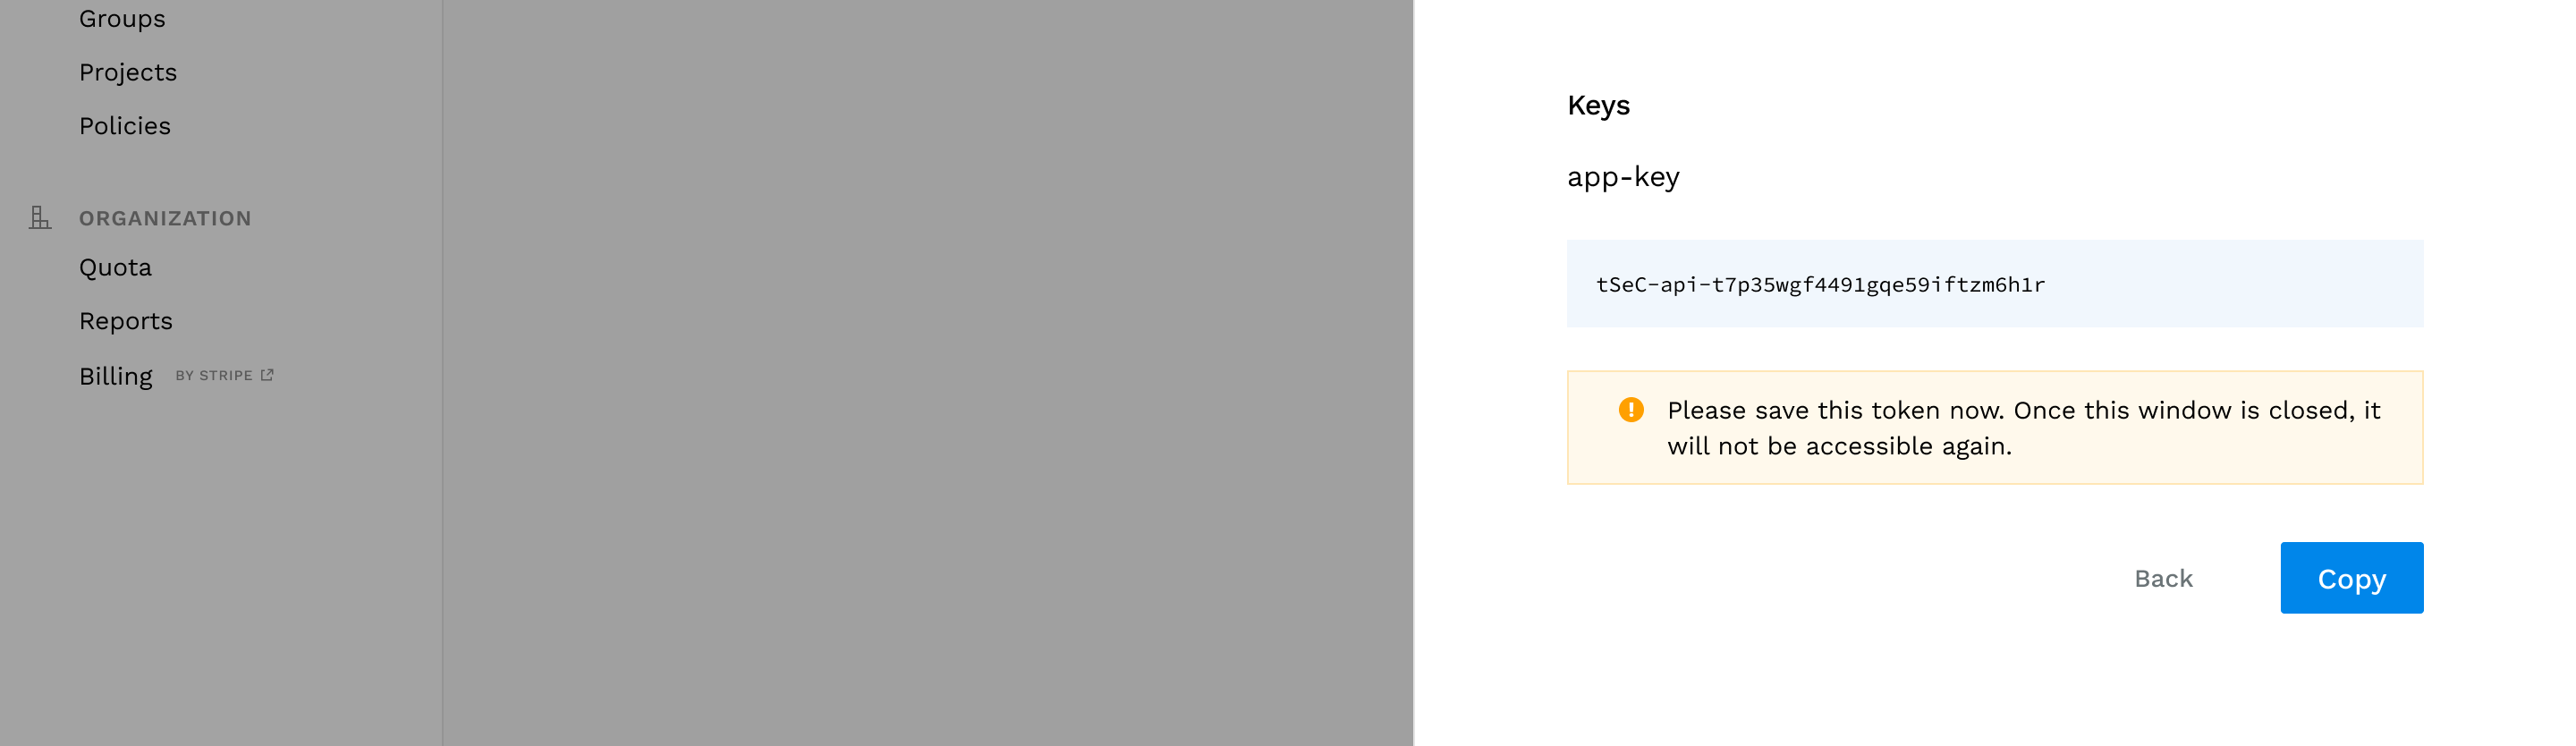 Groups
Projects
Policies
ORGANIZATION
Quota
Reports
Billing BY STRIPE
Keys
app-key
tSeC-api-t7p35wgf4491gqe59iftzm6h1r
Please save this token now. Once this window is closed, it
will not be accessible again.
Back
Copy